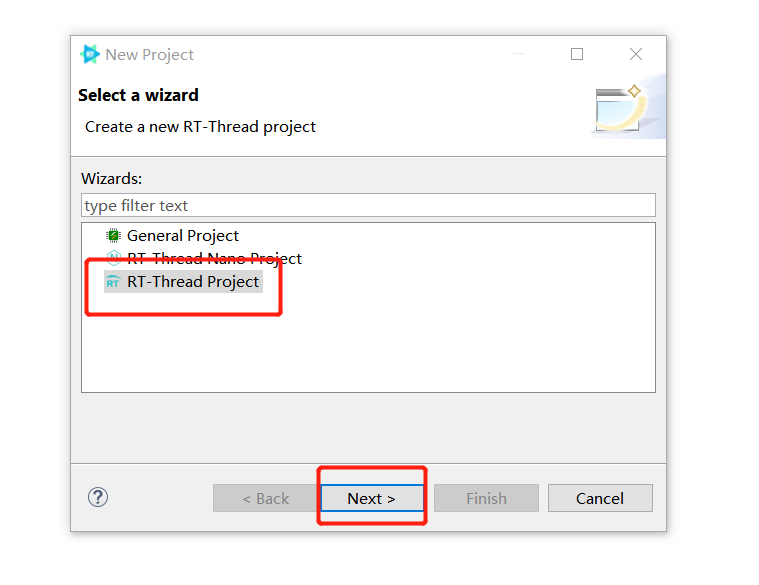 New Project
Select a wizard
Create a new RT-Thread project
Wizards:
type filter text
General Project
RT-Thread Nano Project
RT RT-Thread Project
? < Back Next > Finish Cancel